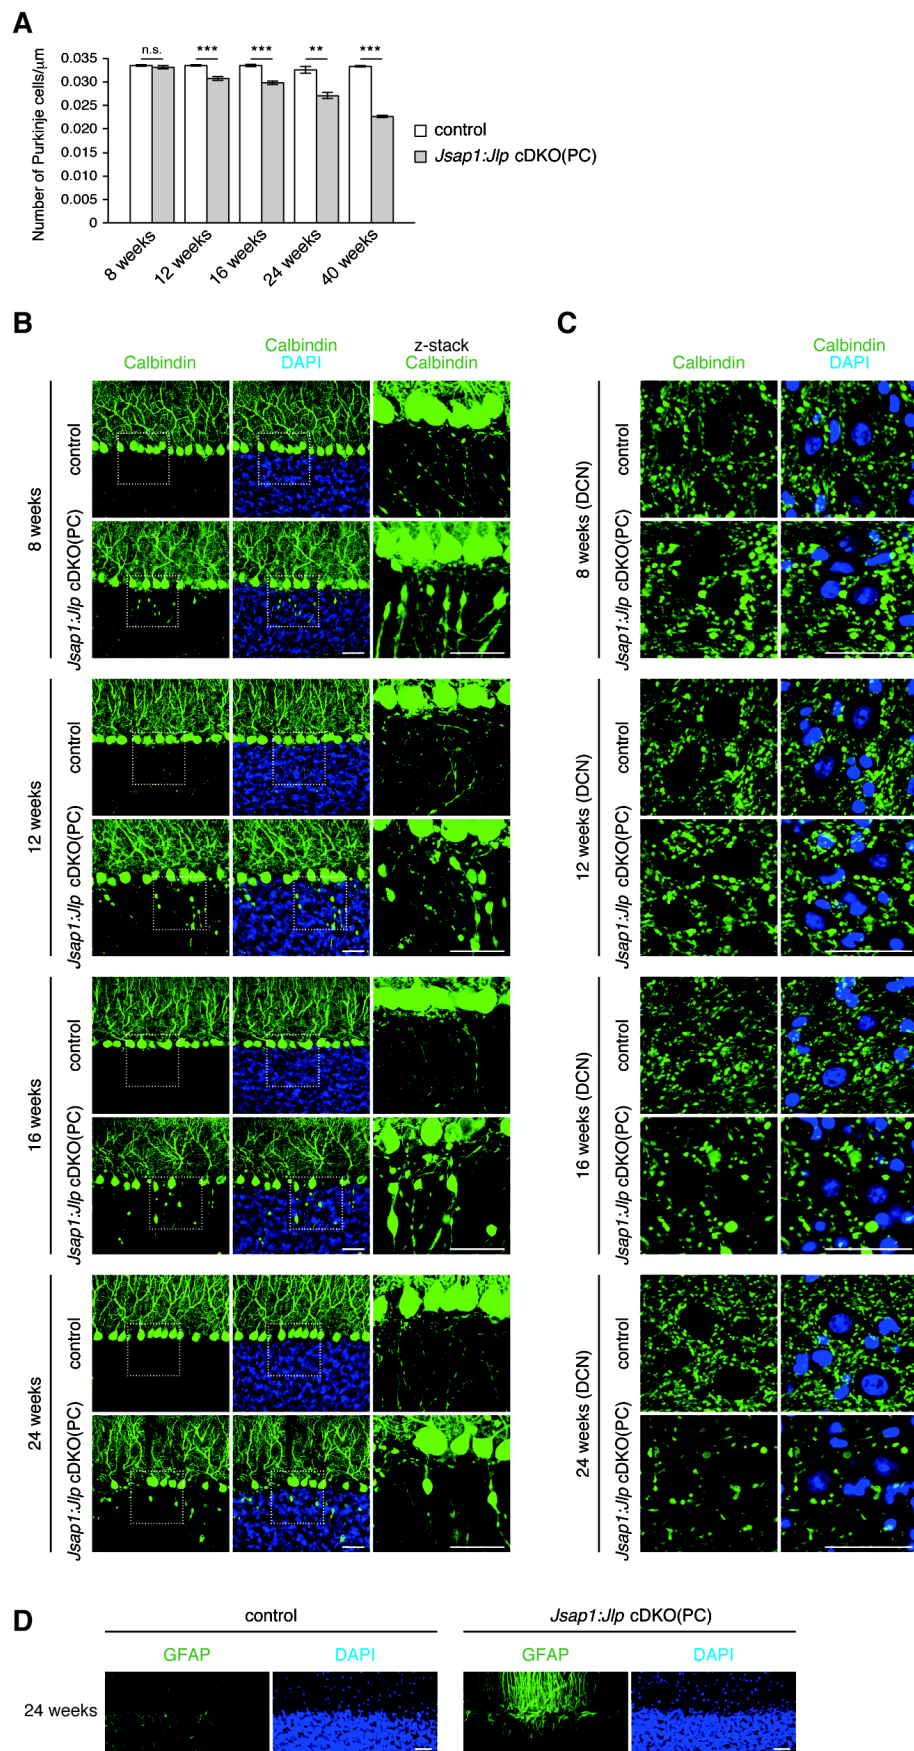 A
n.s.
***
***
**
***
Number of Purkinje cells/μm
0.035
0.030
0.025
0.020
0.015
0.010
0.005
0
8 weeks
12 weeks
16 weeks
24 weeks
40 weeks
control
Jsap1:Jlp cDKO(PC)
B
Calbindin
Calbindin
DAPI
z-stack
Calbindin
8 weeks
control
Jsap1:Jlp cDKO(PC)
12 weeks
control
Jsap1:Jlp cDKO(PC)
16 weeks
control
Jsap1:Jlp cDKO(PC)
24 weeks
control
Jsap1:Jlp cDKO(PC)
C
Calbindin
Calbindin
DAPI
8 weeks (DCN)
control
Jsap1:Jlp cDKO(PC)
12 weeks (DCN)
control
Jsap1:Jlp cDKO(PC)
16 weeks (DCN)
control
Jsap1:Jlp cDKO(PC)
24 weeks (DCN)
control
Jsap1:Jlp cDKO(PC)
D
control
Jsap1:Jlp cDKO(PC)
GFAP
DAPI
GFAP
DAPI
24 weeks